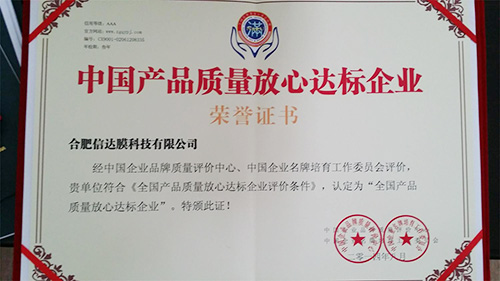 信用等级：AAA
中国产品质量放心达标企业
荣誉证书
合肥信达膜科技有限公司
经中国企业品牌质量评价中心、中国企业名牌培育工作委员会评价，
贵单位符合《全国产品质量放心达标企业评价条件》，认定为“全国产品
质量放心达标企业”。特颁此证！